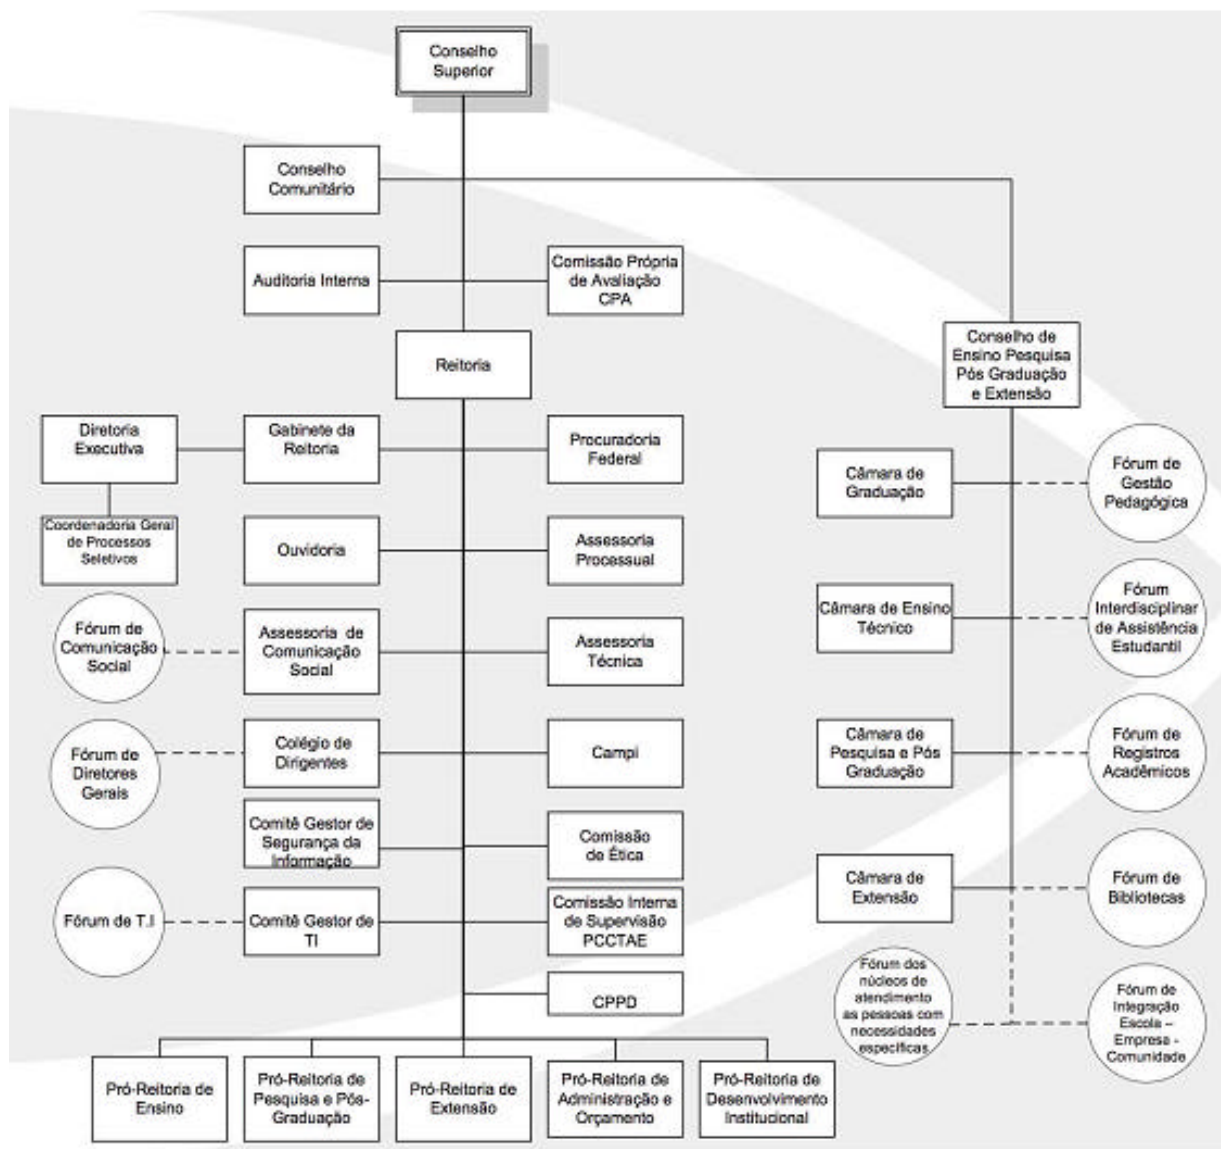 Conselho
Superior
Conselho
Comunitário
Auditoria Interna
Comissão Própria
de Avaliação
CPA
Reitoria
Conselho de
Ensino Pesquisa
Pós Graduação
e Extensão
Diretoria
Executiva
Gabinete da
Reitoria
Procuradoria
Federal
Câmara de
Graduação
Fórum de
Gestão
Pedagógica
Coordenadoria Geral
de Processos
Seletivos
Ouvidoria
Assessoria
Processual
Fórum de
Comunicação
Social
Assessoria de
Comunicação
Social
Assessoria
Técnica
Câmara de Ensino
Técnico
Fórum
Interdisciplinar
de Assistência
Estudantil
Fórum de
Diretores
Gerais
Colégio de
Dirigentes
Campi
Câmara de
Pesquisa e Pós
Graduação
Fórum de
Registros
Acadêmicos
Comitê Gestor de
Segurança da
Informação
Comissão
de Ética
Câmara de
Extensão
Fórum de
Bibliotecas
Fórum de T.I
Comitê Gestor de
TI
Comissão Interna
de Supervisão
PCCTAE
CPPD
Fórum dos
núcleos de
atendimento
as pessoas com
necessidades
específicas
Fórum de
Integração
Escola –
Empresa -
Comunidade
Pró-Reitoria de
Ensino
Pró-Reitoria de
Pesquisa e Pós-
Graduação
Pró-Reitoria de
Extensão
Pró-Reitoria de
Administração e
Orçamento
Pró-Reitoria de
Desenvolvimento
Institucional